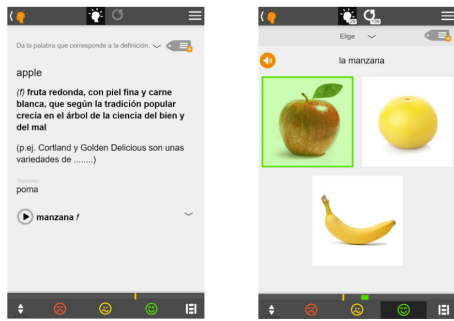 Da la palabra que corresponde a la definición.
apple
(f) fruta redonda, con piel fina y carne
blanca, que según la tradición popular
crecía en el árbol de la ciencia del bien y
del mal
(p.ej. Cortland y Golden Delicious son unas
variedades de ........)
poma
manzana f
Elige
la manzana